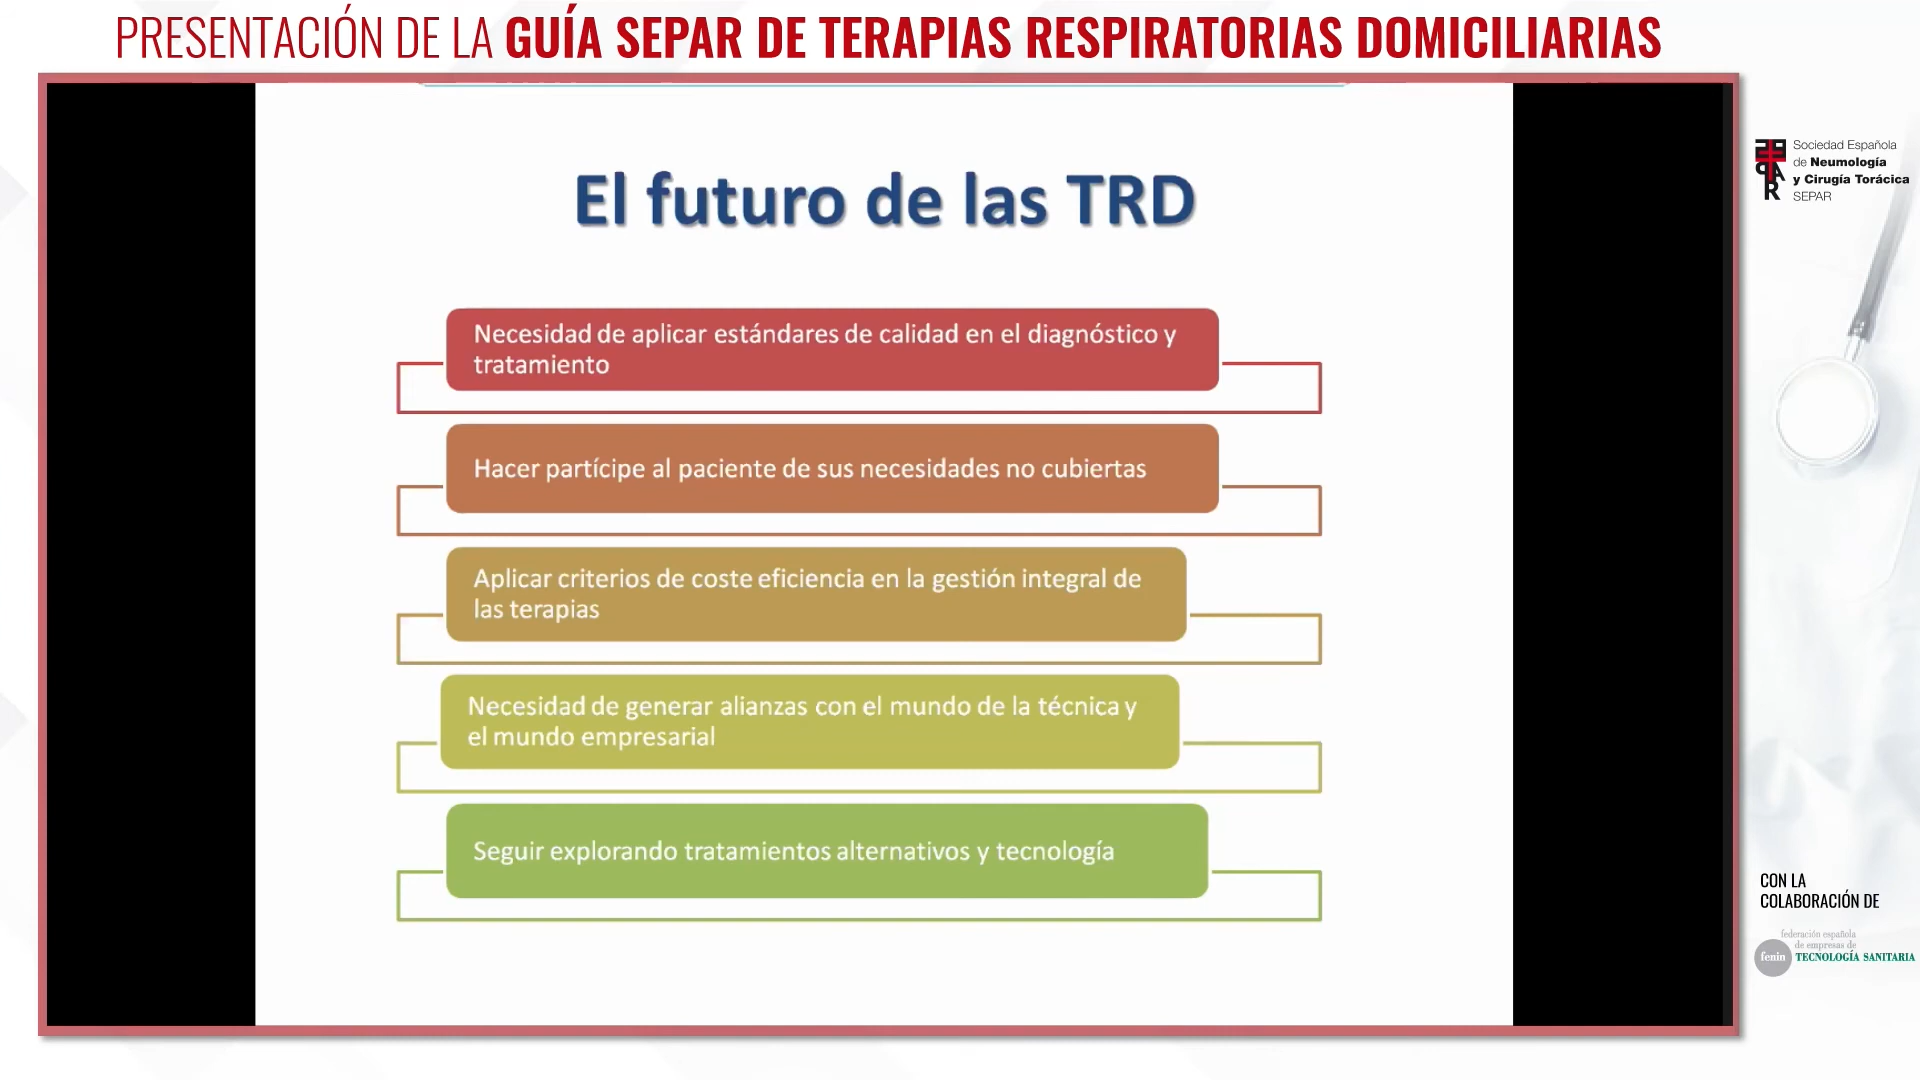 PRESENTACIÓN DE LA GUÍA SEPAR DE TERAPIAS RESPIRATORIAS DOMICILIARIAS
El futuro de las TRD
Necesidad de aplicar estándares de calidad en el diagnóstico y
tratamiento
Hacer partícipe al paciente de sus necesidades no cubiertas
Aplicar criterios de coste eficiencia en la gestión integral de
las terapias
Necesidad de generar alianzas con el mundo de la técnica y
el mundo empresarial
Seguir explorando tratamientos alternativos y tecnología
SEPAR
Sociedad Española
de Neumología
y Cirugía Torácica
SEPAR
CON LA
COLABORACIÓN DE
fenin
federación española
de empresas de
TECNOLOGÍA SANITARIA